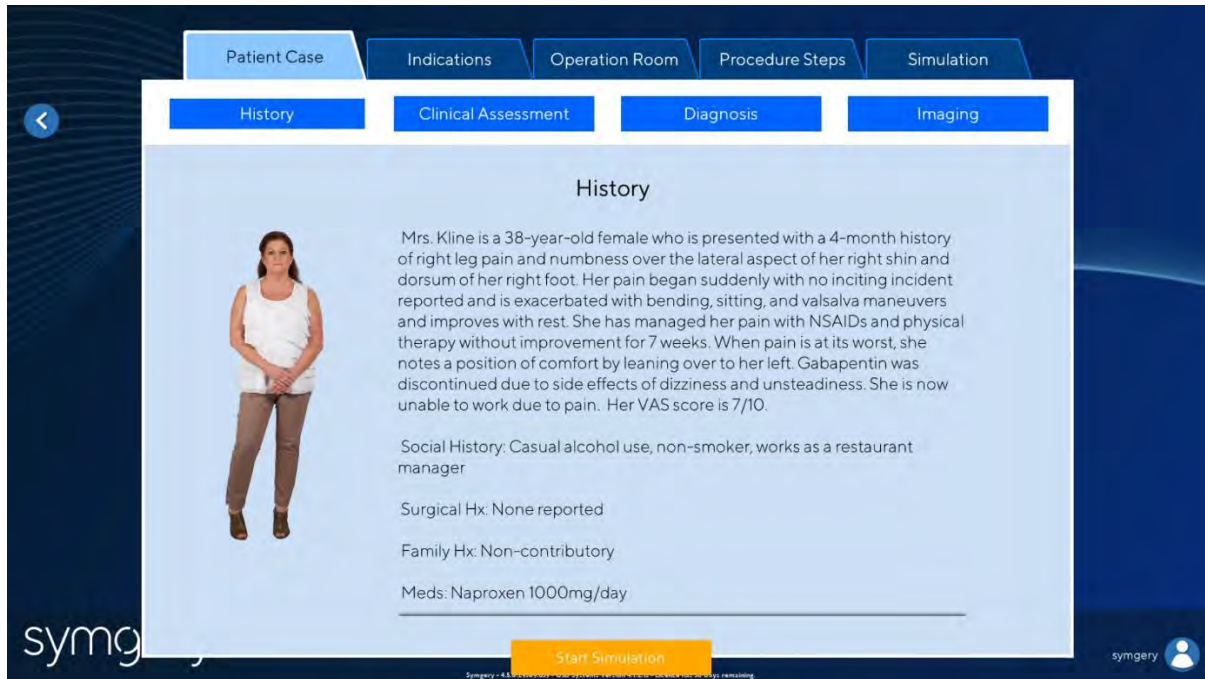 Patient Case
Indications
Operation Room
Procedure Steps
Simulation
History
Clinical Assessment
Diagnosis
Imaging
History
Mrs. Kline is a 38-year-old female who is presented with a 4-month history
of right leg pain and numbness over the lateral aspect of her right shin and
dorsum of her right foot. Her pain began suddenly with no inciting incident
reported and is exacerbated with bending, sitting, and valsalva maneuvers
and improves with rest. She has managed her pain with NSAIDs and physical
therapy without improvement for 7 weeks. When pain is at its worst, she
notes a position of comfort by leaning over to her left. Gabapentin was
discontinued due to side effects of dizziness and unsteadiness. She is now
unable to work due to pain. Her VAS score is 7/10.
Social History: Casual alcohol use, non-smoker, works as a restaurant
manager
Surgical Hx: None reported
Family Hx: Non-contributory
Meds: Naproxen 1000mg/day
Start Simulation
symgery
Symgery -
days remaining.